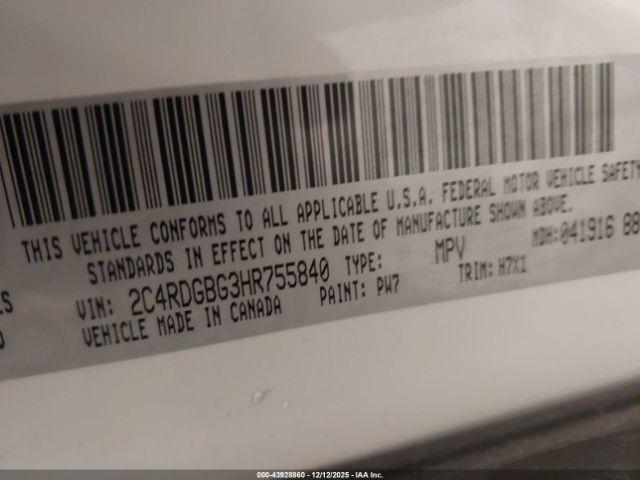 THIS VEHICLE CONFORMS TO ALL APPLICABLE U.S.A. FEDERAL MOTOR VEHICLE SAFETY
STANDARDS IN EFFECT ON THE DATE OF MANUFACTURE SHOWN ABOVE.
MDH:041916 88
VIN: 2C4RDGBG3HR755840 TYPE: MPV
VEHICLE MADE IN CANADA PAINT: PW7 TRIM: H7X1
000-43928860 - 12/12/2025 - IAA Inc.